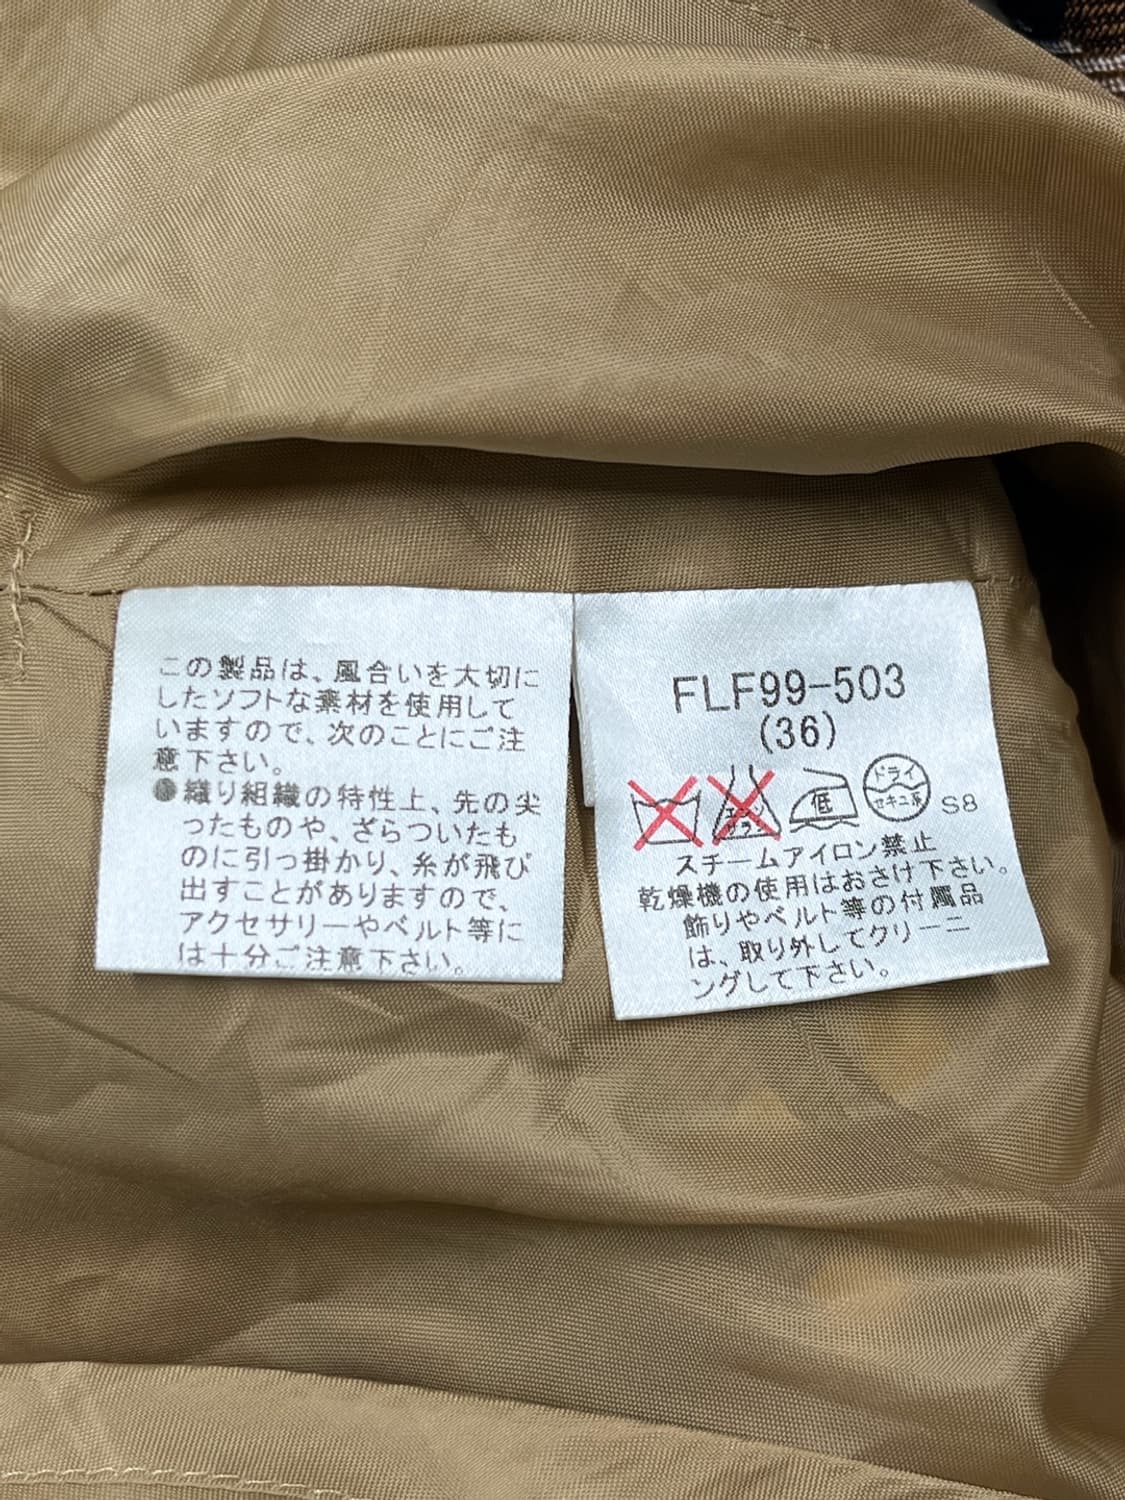 この製品は、風合いを大切に
したソフトな素材を使用して
いますので、次のことにご注
意下さい。
●織り組織の特性上、先の尖
ったものや、ざらついたも
のに引っ掛かり、糸が飛び
出すことがありますので、
アクセサリーやベルト等に
は十分ご注意下さい。
FLF99-503
(36)
エンソ
サラシ
低
ドライ
セキユ系
S8
スチームアイロン禁止
乾燥機の使用はおさけ下さい。
飾りやベルト等の付属品
は、取り外してクリーニ
ングして下さい。